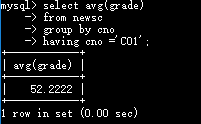 mysql> select avg(grade)
    -> from newsc
    -> group by cno
    -> having cno ='C01';
+------------+
| avg(grade) |
+------------+
|    52.2222 |
+------------+
1 row in set (0.00 sec)